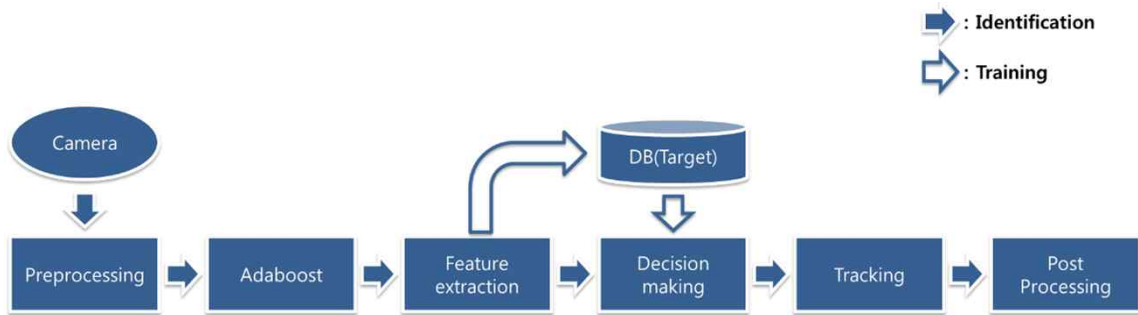 : Identification
: Training
Camera
DB(Target)
Preprocessing
Adaboost
Feature
extraction
Decision
making
Tracking
Post
Processing